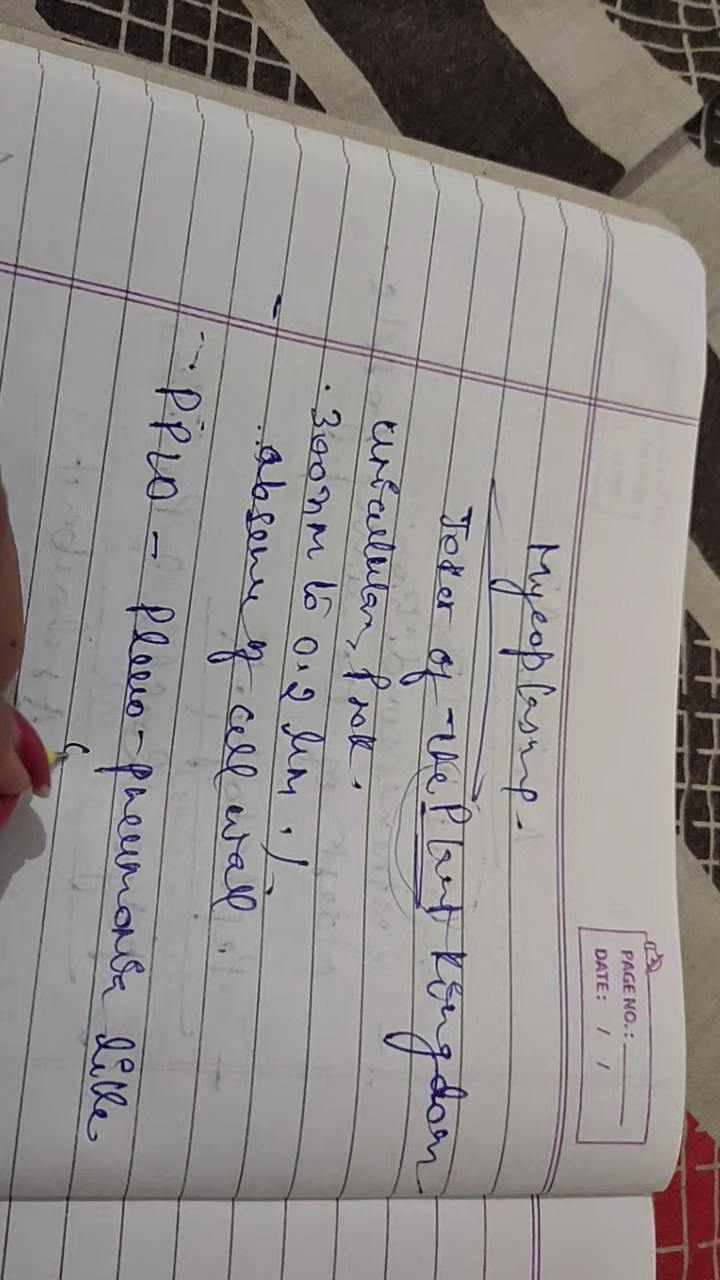 PAGE NO.:
DATE: / /
Mycoplasma.
Joker of the Plant Kingdom
unicellular, Prok.
. 300nm to 0.2 μm.
. absence of cell wall
PPLO - Pleuro-pneumonia like